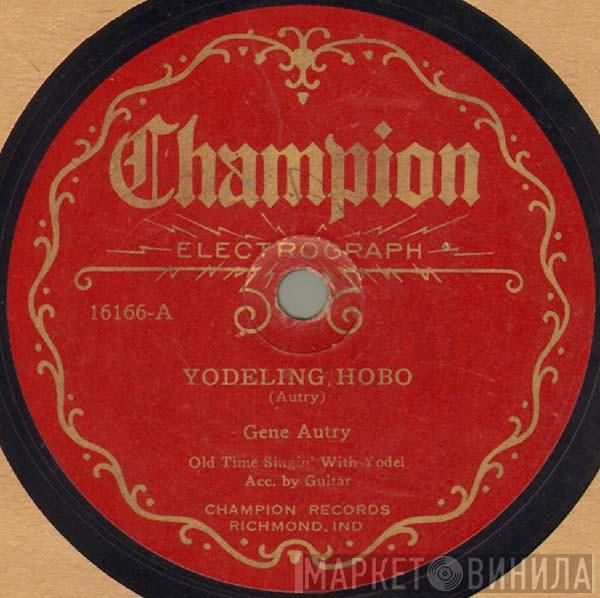 Champion
ELECTROGRAPH
16166-A
YODELING HOBO
(Autry)
Gene Autry
Old Time Singin' With Yodel
Acc. by Guitar
CHAMPION RECORDS
RICHMOND, IND
МАРКЕТ ВИНИЛА